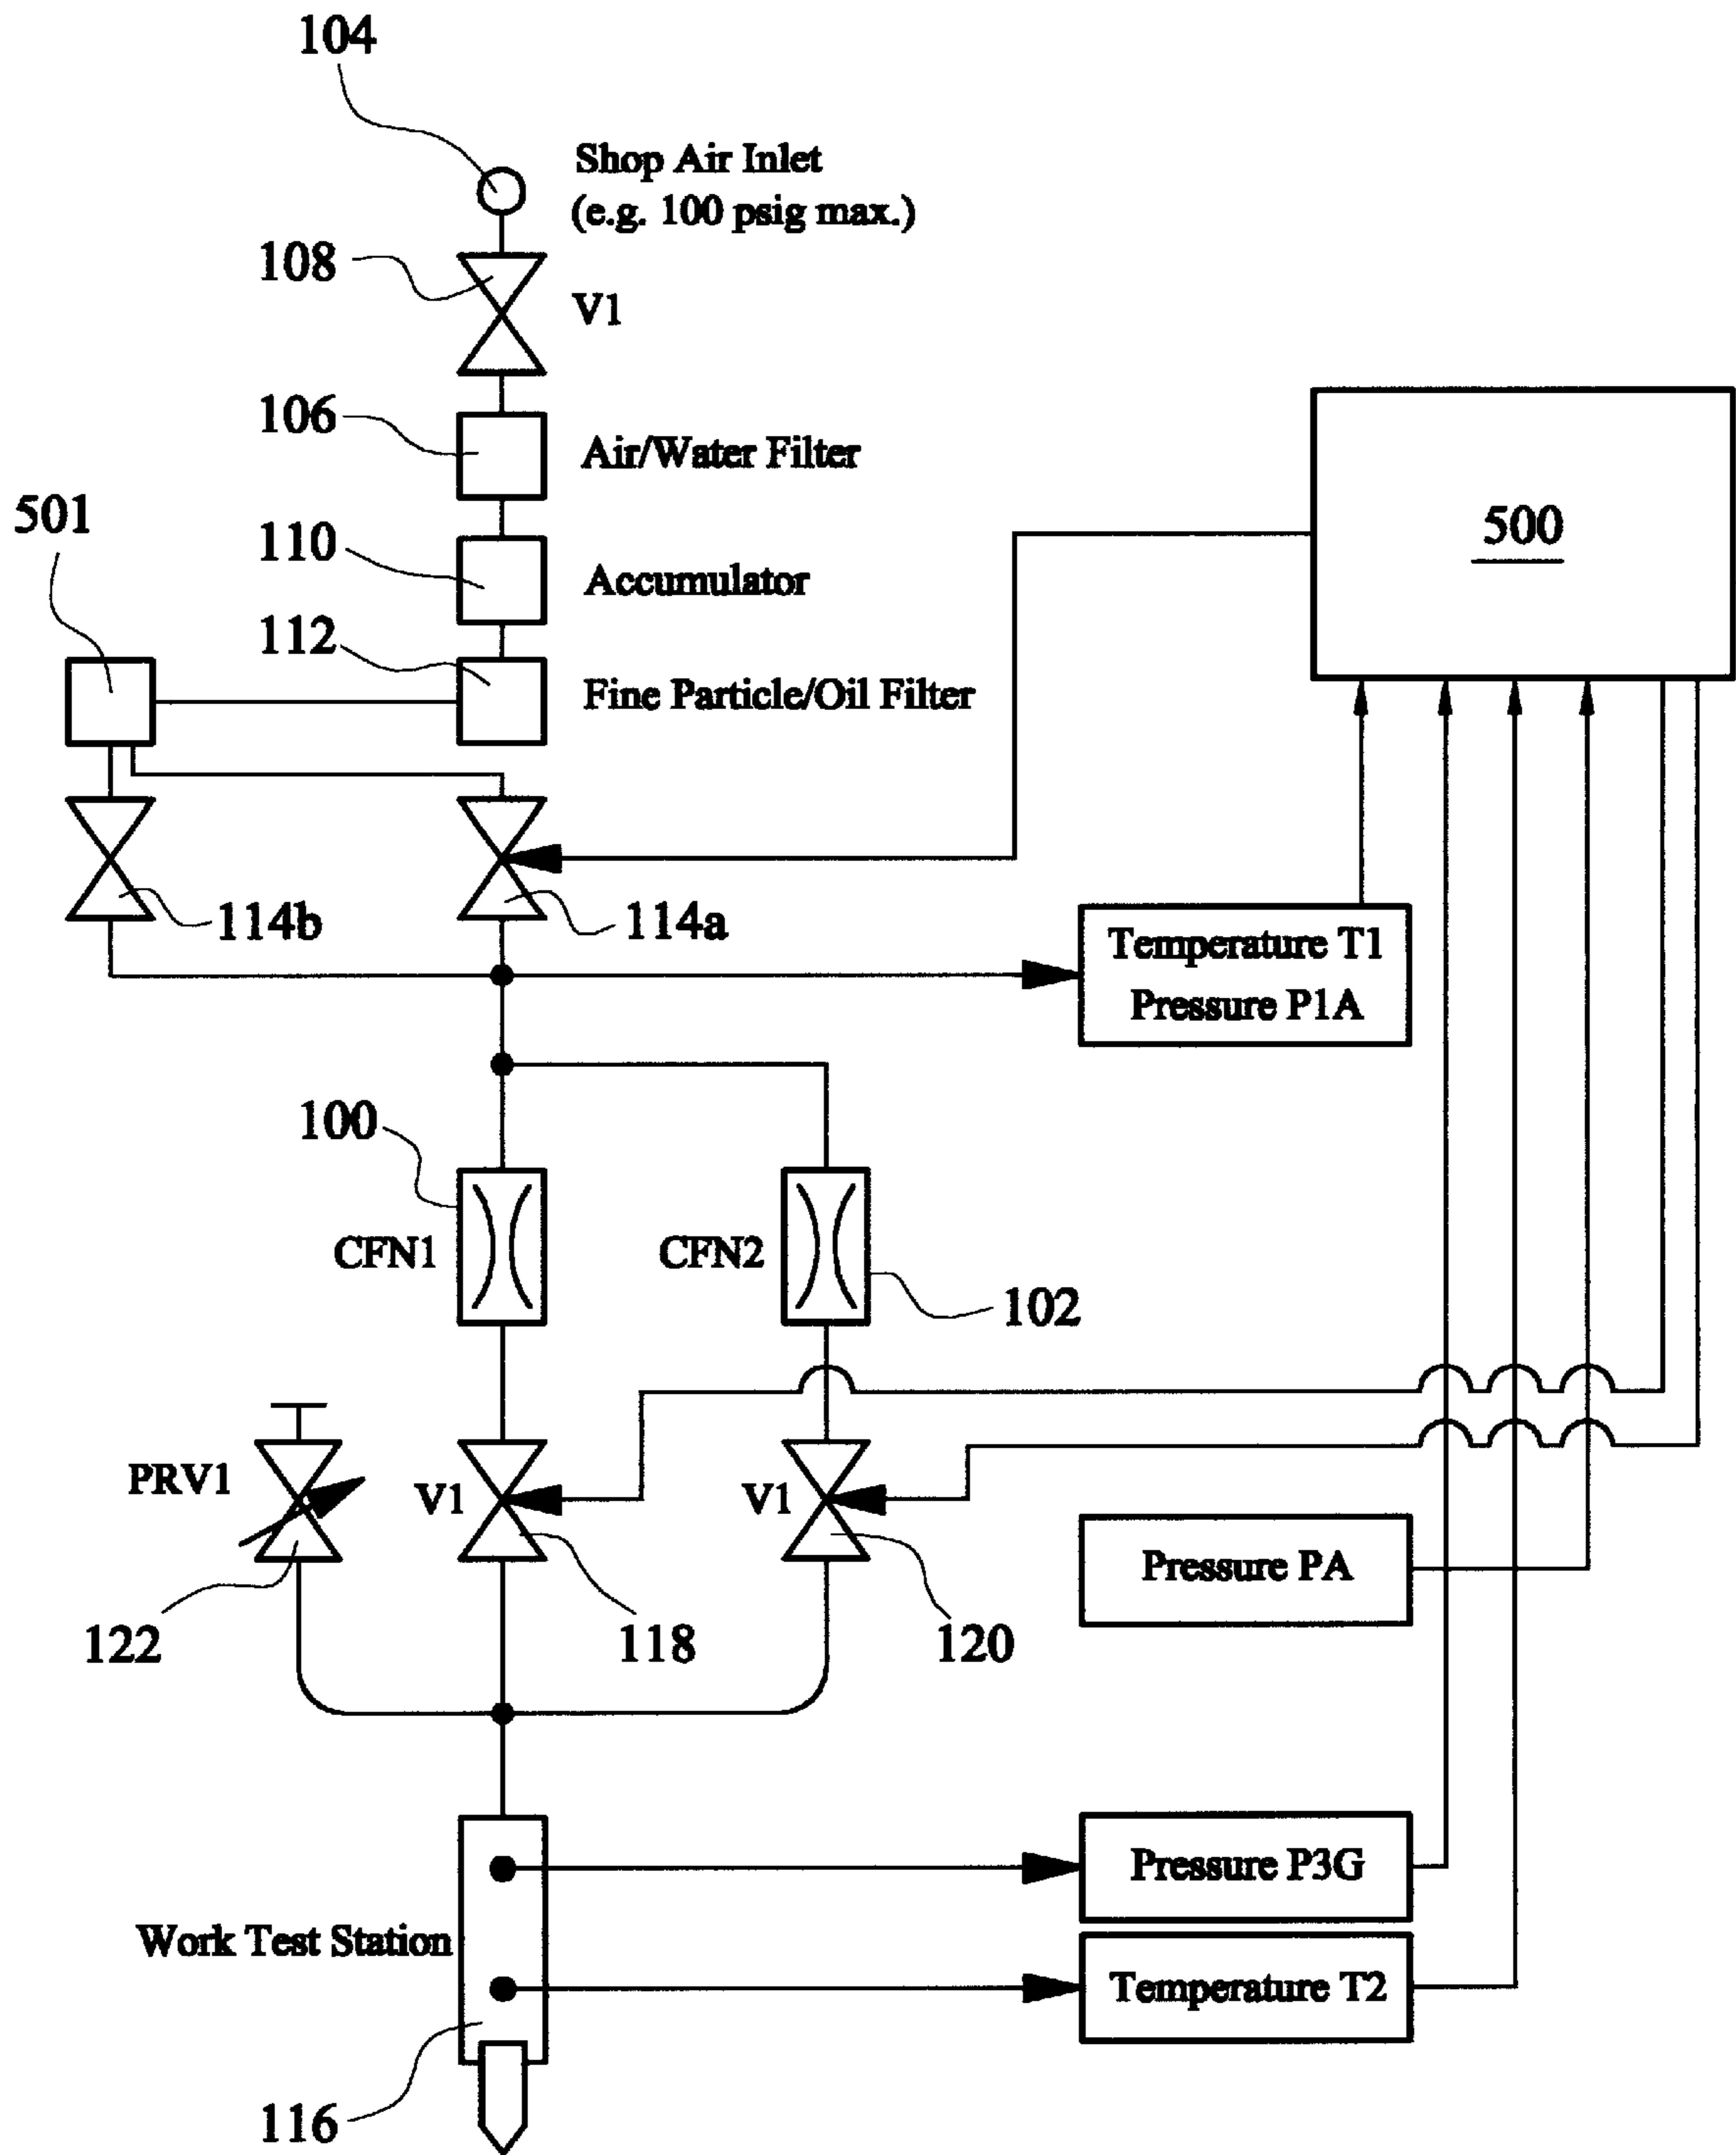 104
Shop Air Inlet
(e.g. 100 psig max.)
108
V1
106
Air/Water Filter
501
110
Accumulator
500
112
Fine Particle/Oil Filter
114b
114a
Temperature T1
Pressure P1A
100
CFN1
CFN2
102
PRV1
V1
V1
Pressure PA
122
118
120
Pressure P3G
Work Test Station
Temperature T2
116